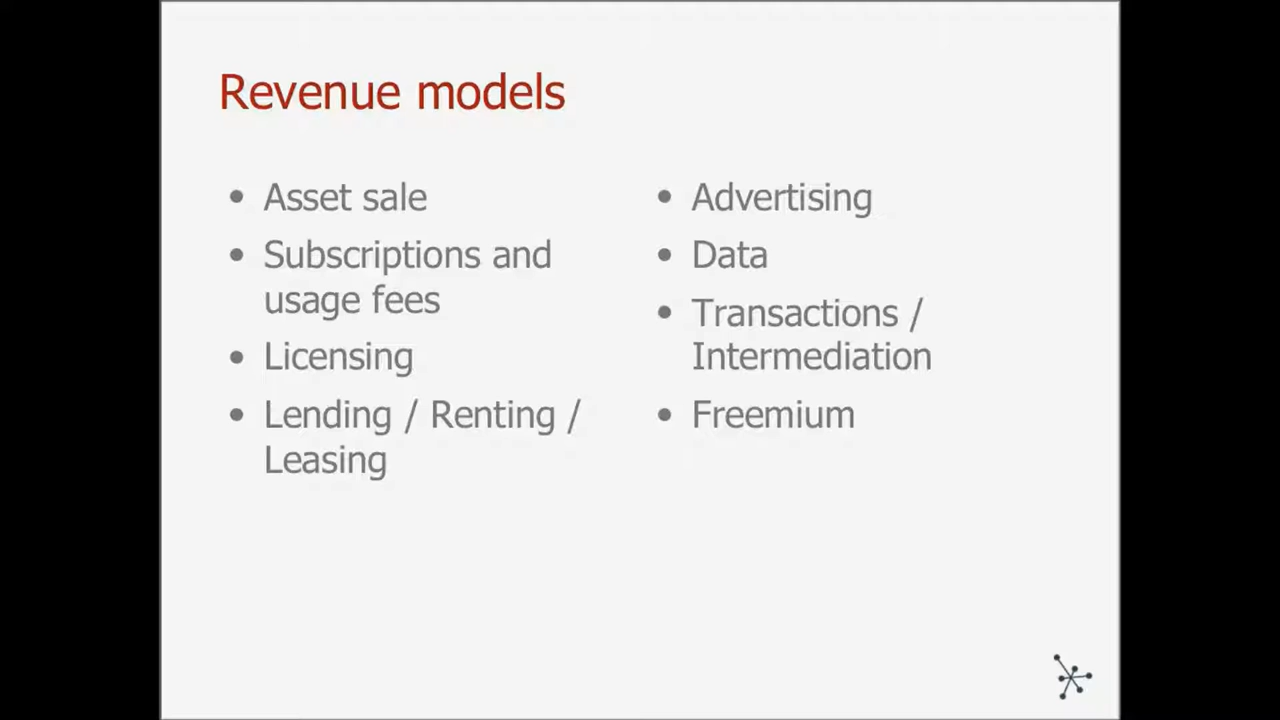 Revenue models
• Asset sale
• Subscriptions and
usage fees
• Licensing
• Lending / Renting /
Leasing
• Advertising
• Data
• Transactions /
Intermediation
• Freemium